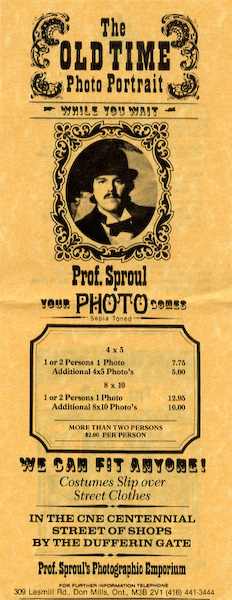 The
OLD TIME
Photo Portrait
WHILE YOU WAIT
Prof. Sproul
YOUR PHOTO COMES
Sepia Toned
4 x 5
1 or 2 Persons 1 Photo 7.75
Additional 4x5 Photo's 5.00
8 x 10
1 or 2 Persons 1 Photo 12.95
Additional 8x10 Photo's 10.00
MORE THAN TWO PERSONS
$2.00 PER PERSON
WE CAN FIT ANYONE!
Costumes Slip over
Street Clothes
IN THE CNE CENTENNIAL
STREET OF SHOPS
BY THE DUFFERIN GATE
Prof. Sproul's Photographic Emporium
FOR FURTHER INFORMATION TELEPHONE
309 Lesmill Rd., Don Mills, Ont., M3B 2V1 (416) 441-3444